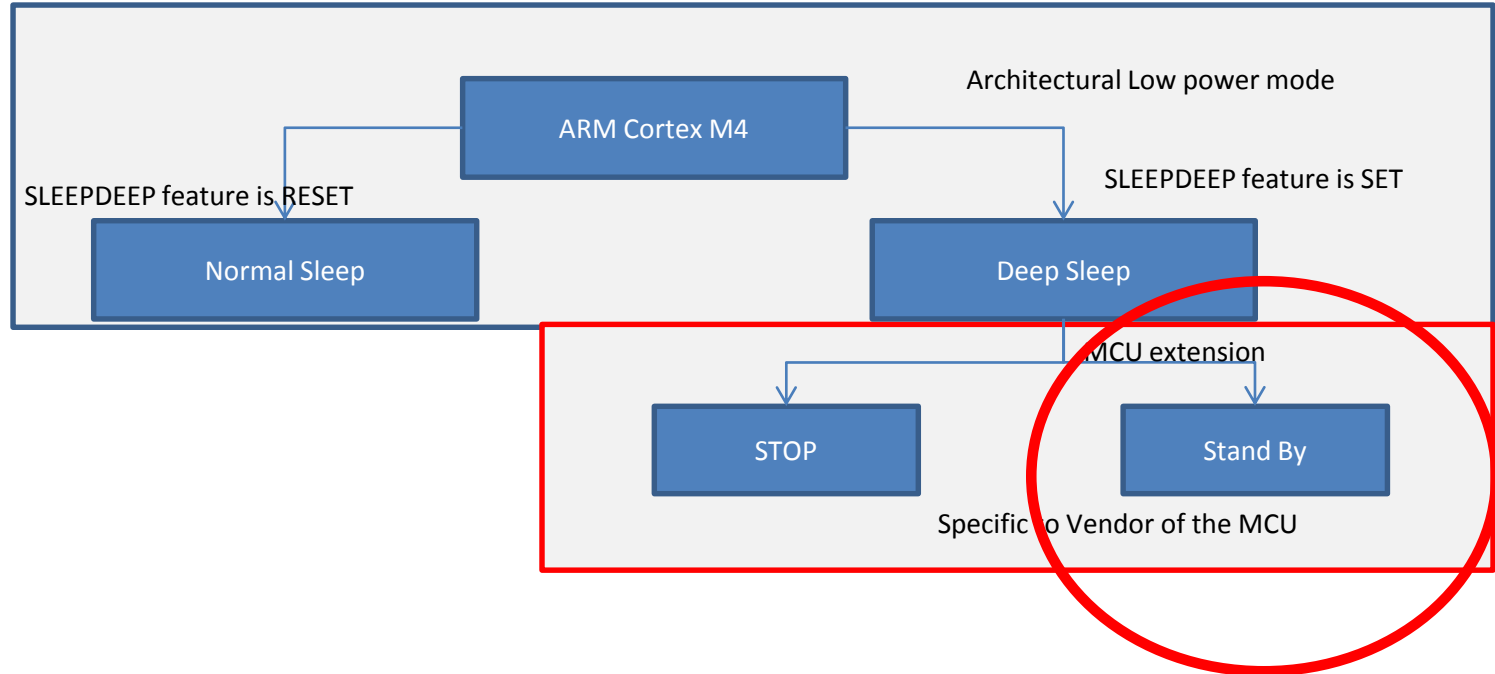 Architectural Low power mode
ARM Cortex M4
SLEEPDEEP feature is RESET
SLEEPDEEP feature is SET
Normal Sleep
Deep Sleep
MCU extension
STOP
Stand By
Specific to Vendor of the MCU